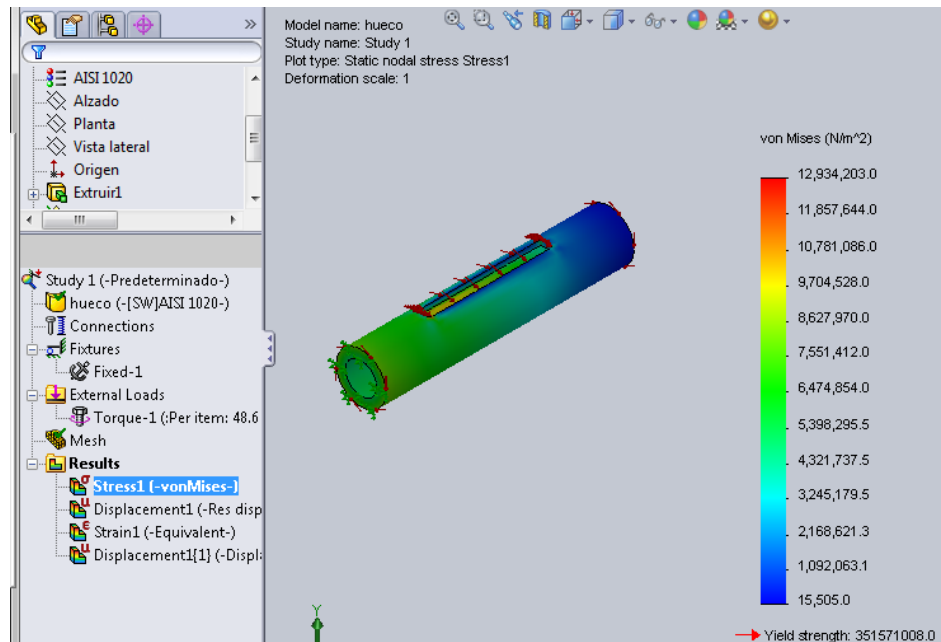 AISI 1020
Alzado
Planta
Vista lateral
Origen
Extruir1
Study 1 (-Predeterminado-)
hueco (-[SW]AISI 1020-)
Connections
Fixtures
Fixed-1
External Loads
Torque-1 (:Per item: 48.6
Mesh
Results
Stress1 (-vonMises-)
Displacement1 (-Res disp
Strain1 (-Equivalent-)
Displacement1{1} (-Displa
Model name: hueco
Study name: Study 1
Plot type: Static nodal stress Stress1
Deformation scale: 1
von Mises (N/m^2)
12,934,203.0
11,857,644.0
10,781,086.0
9,704,528.0
8,627,970.0
7,551,412.0
6,474,854.0
5,398,295.5
4,321,737.5
3,245,179.5
2,168,621.3
1,092,063.1
15,505.0
Yield strength: 351571008.0
Y